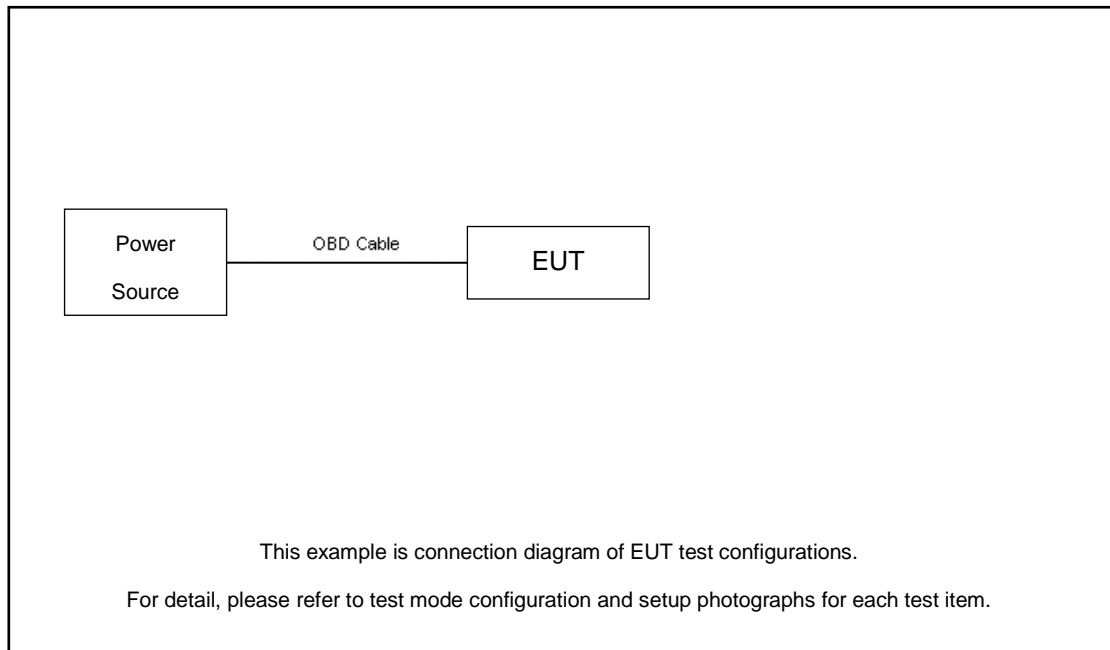 Power
Source
OBD Cable
EUT
This example is connection diagram of EUT test configurations.
For detail, please refer to test mode configuration and setup photographs for each test item.